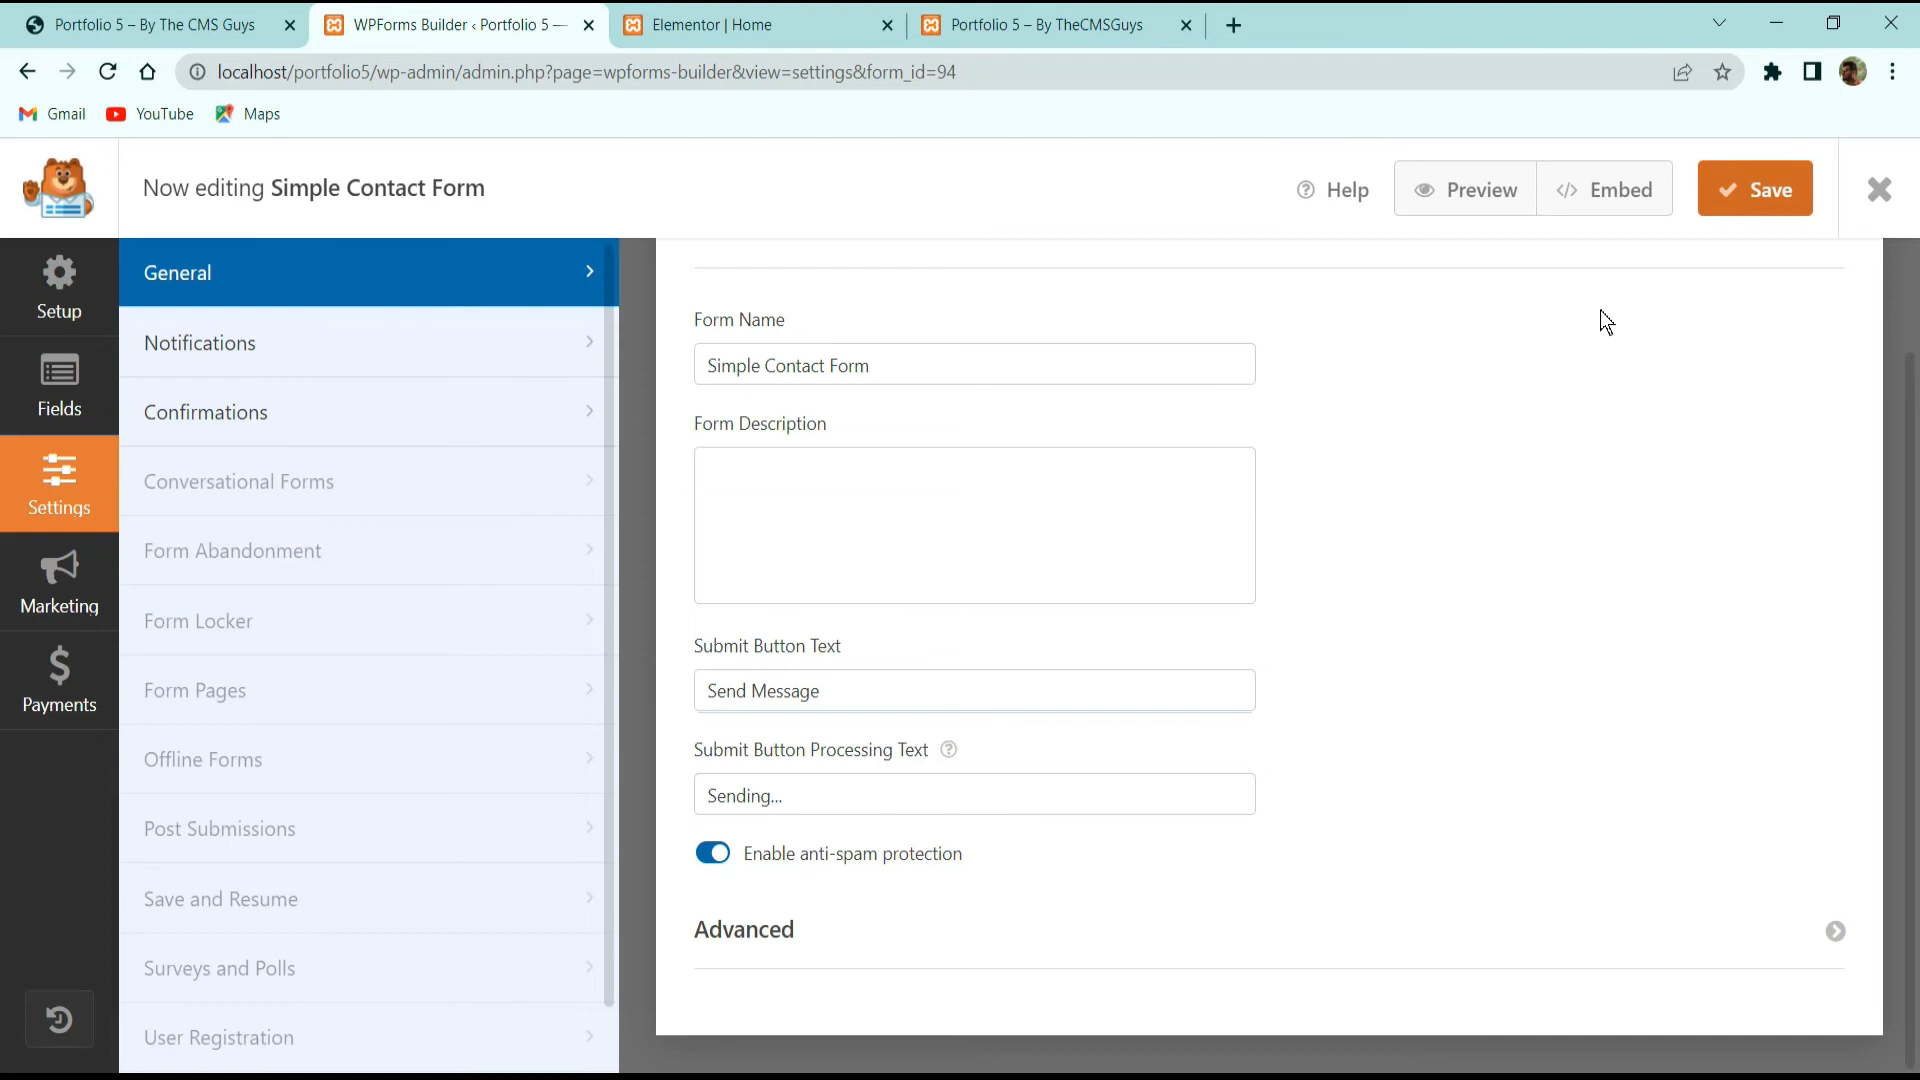 Portfolio 5 – By The CMS Guys
WPForms Builder ‹ Portfolio 5 —
Elementor | Home
Portfolio 5 – By TheCMSGuys
localhost/portfolio5/wp-admin/admin.php?page=wpforms-builder&view=settings&form_id=94
Gmail
YouTube
Maps
Now editing Simple Contact Form
Help
Preview
</> Embed
Save
Setup
Fields
Settings
Marketing
Payments
General
Notifications
Confirmations
Conversational Forms
Form Abandonment
Form Locker
Form Pages
Offline Forms
Post Submissions
Save and Resume
Surveys and Polls
User Registration
Form Name
Simple Contact Form
Form Description
Submit Button Text
Send Message
Submit Button Processing Text
Sending...
Enable anti-spam protection
Advanced